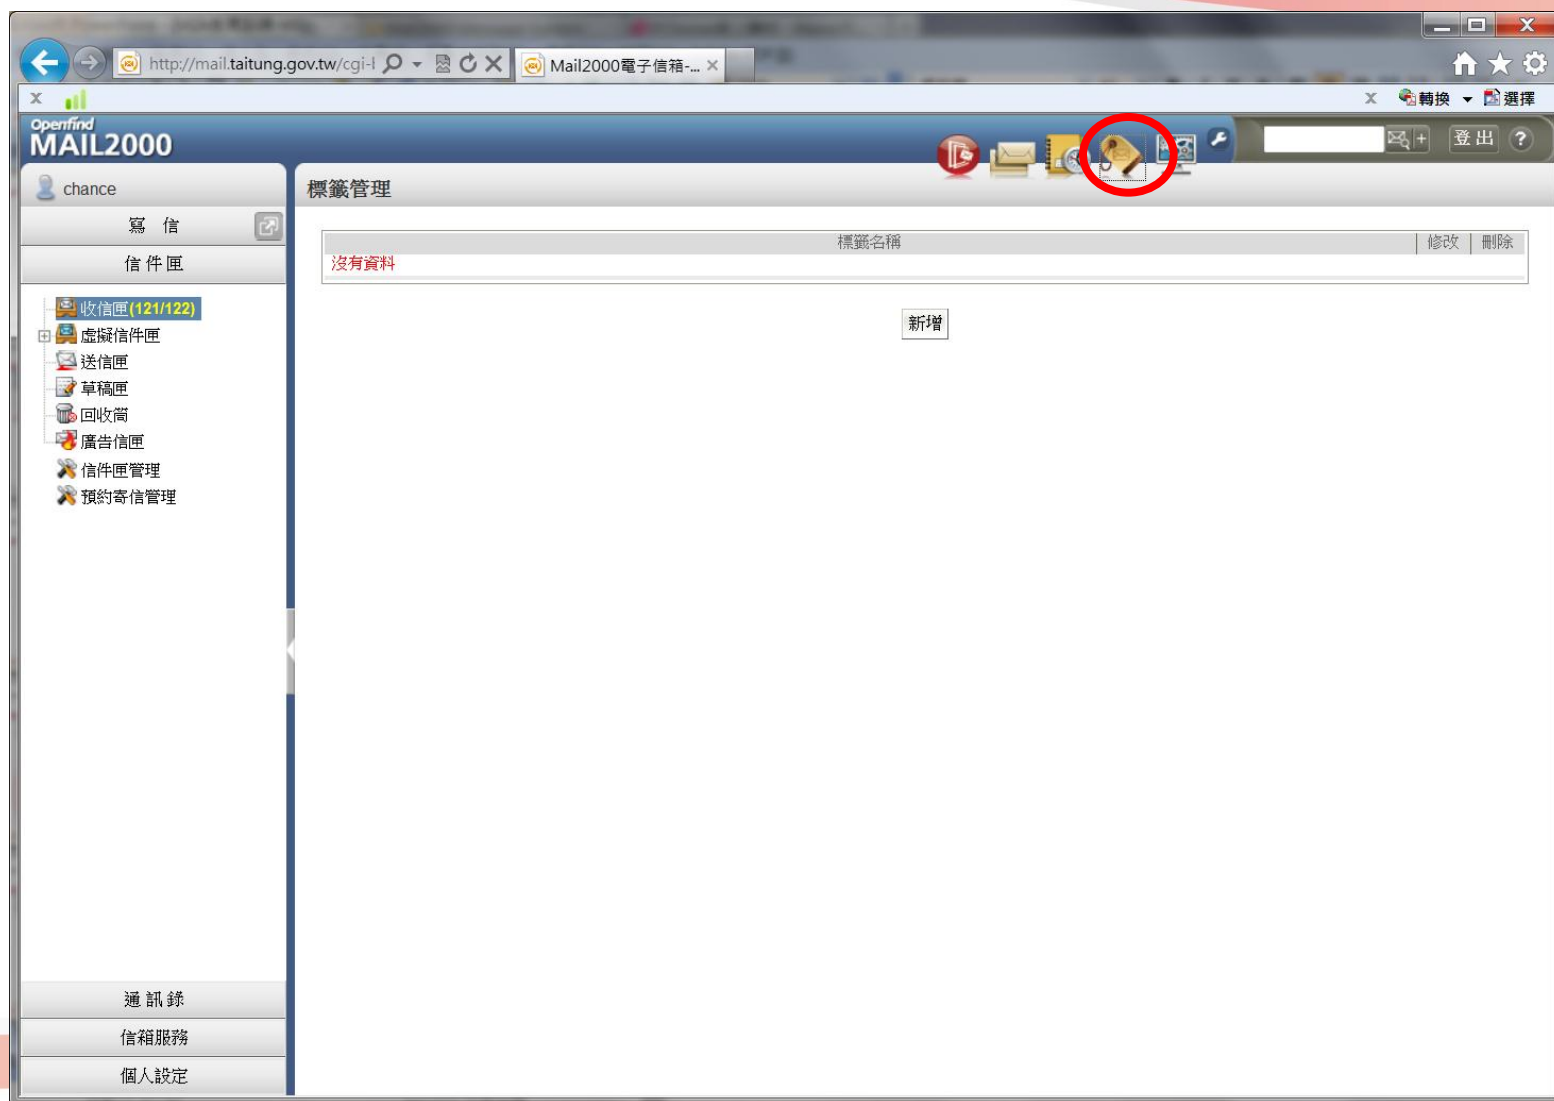 http://mail.taitung.gov.tw/cgi-l
Mail2000電子信箱-...
轉換 選擇
Openfind
MAIL2000
登出 ?
chance
標籤管理
寫 信
信件匣
標籤名稱 修改 刪除
沒有資料
新增
收信匣(121/122)
虛擬信件匣
送信匣
草稿匣
回收筒
廣告信匣
信件匣管理
預約寄信管理
通訊錄
信箱服務
個人設定